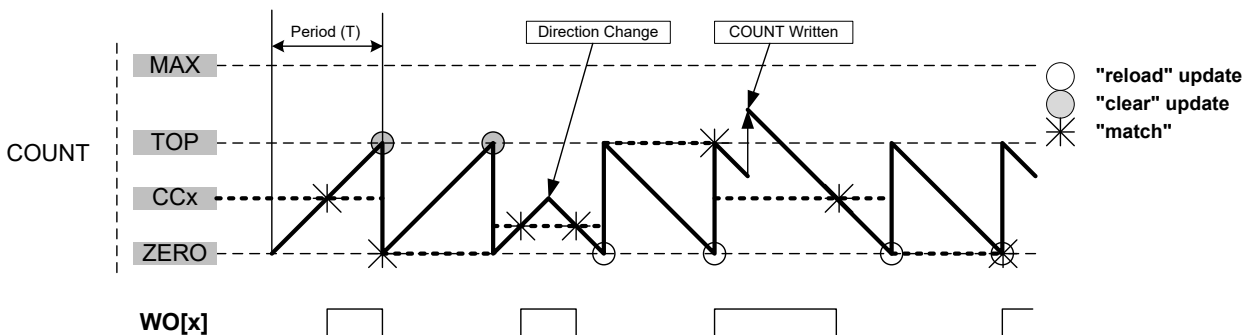 Period (T)
Direction Change
COUNT Written
MAX
"reload" update
"clear" update
TOP
"match"
COUNT
CCx
ZERO
WO[x]